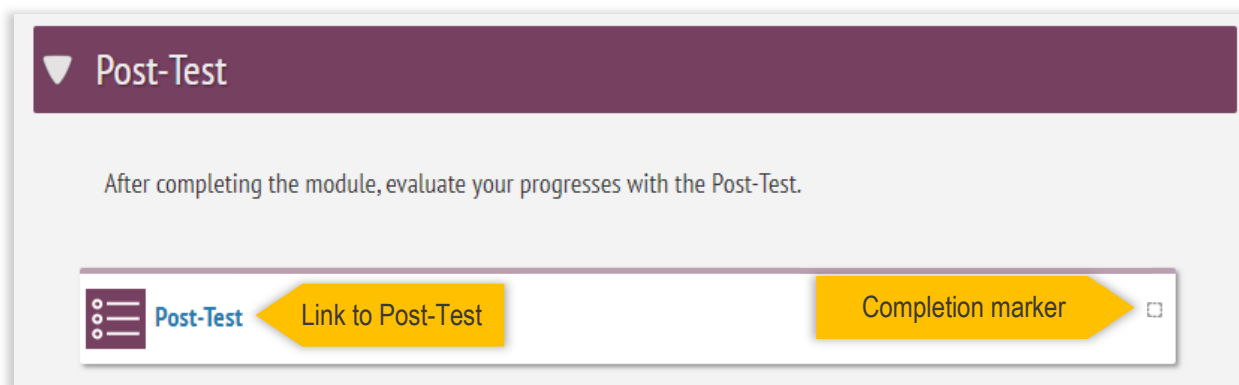 Post-Test
After completing the module, evaluate your progresses with the Post-Test.
Post-Test
Link to Post-Test
Completion marker